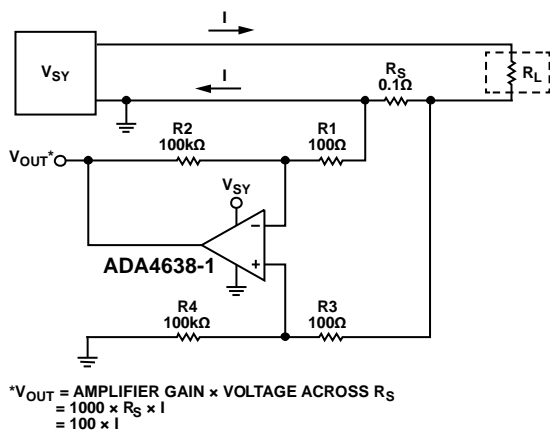 I
I
V_SY
R_S
0.1Ω
R_L
R2
100kΩ
R1
100Ω
V_OUT*
V_SY
–
+
ADA4638-1
R4
100kΩ
R3
100Ω
*V_OUT = AMPLIFIER GAIN × VOLTAGE ACROSS R_S
= 1000 × R_S × I
= 100 × I